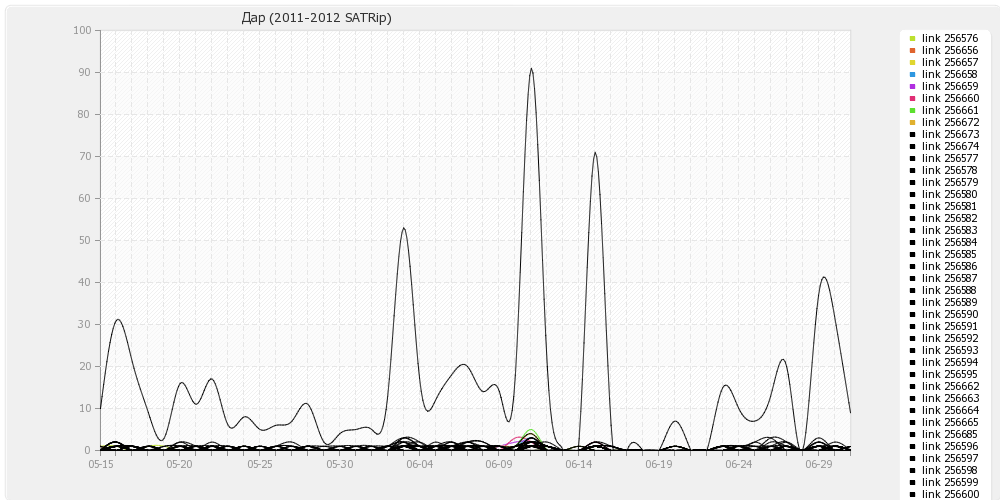 Дар (2011-2012 SATRip)
100
90
80
70
60
50
40
30
20
10
0
05-15 05-20 05-25 05-30 06-04 06-09 06-14 06-19 06-24 06-29
link 256576
link 256656
link 256657
link 256658
link 256659
link 256660
link 256661
link 256672
link 256673
link 256674
link 256577
link 256578
link 256579
link 256580
link 256581
link 256582
link 256583
link 256584
link 256585
link 256586
link 256587
link 256588
link 256589
link 256590
link 256591
link 256592
link 256593
link 256594
link 256595
link 256662
link 256663
link 256664
link 256665
link 256685
link 256596
link 256597
link 256598
link 256599
link 256600